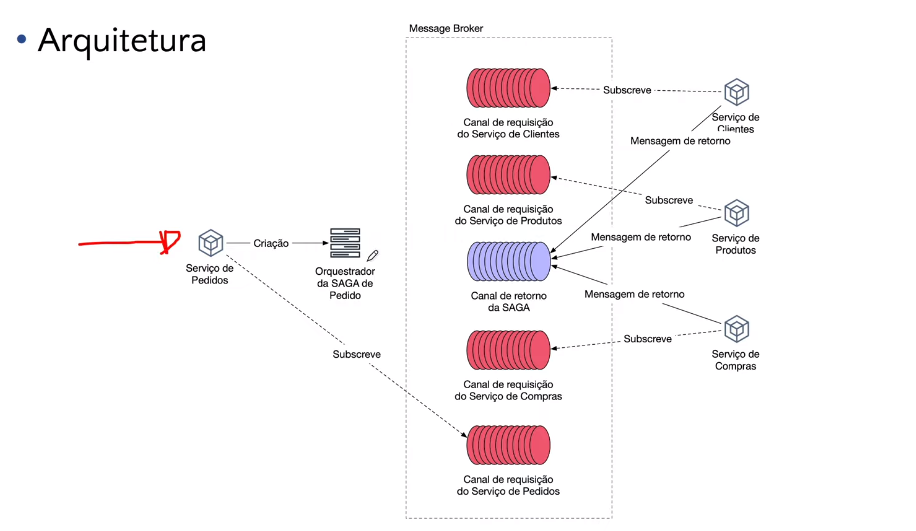 • Arquitetura
Message Broker
Subscreve
Serviço de
Clientes
Canal de requisição
do Serviço de Clientes
Mensagem de retorno
Subscreve
Canal de requisição
do Serviço de Produtos
Serviço de
Produtos
Mensagem de retorno
Criação
Serviço de
Pedidos
Orquestrador
da SAGA de
Pedido
Canal de retorno
da SAGA
Mensagem de retorno
Subscreve
Subscreve
Serviço de
Compras
Canal de requisição
do Serviço de Compras
Canal de requisição
do Serviço de Pedidos